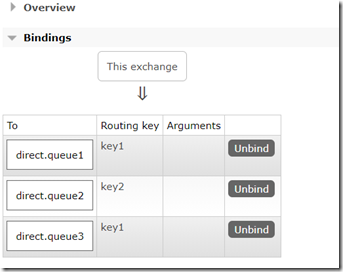 Overview
Bindings
This exchange
⇓
To Routing key Arguments
direct.queue1 key1 Unbind
direct.queue2 key2 Unbind
direct.queue3 key1 Unbind